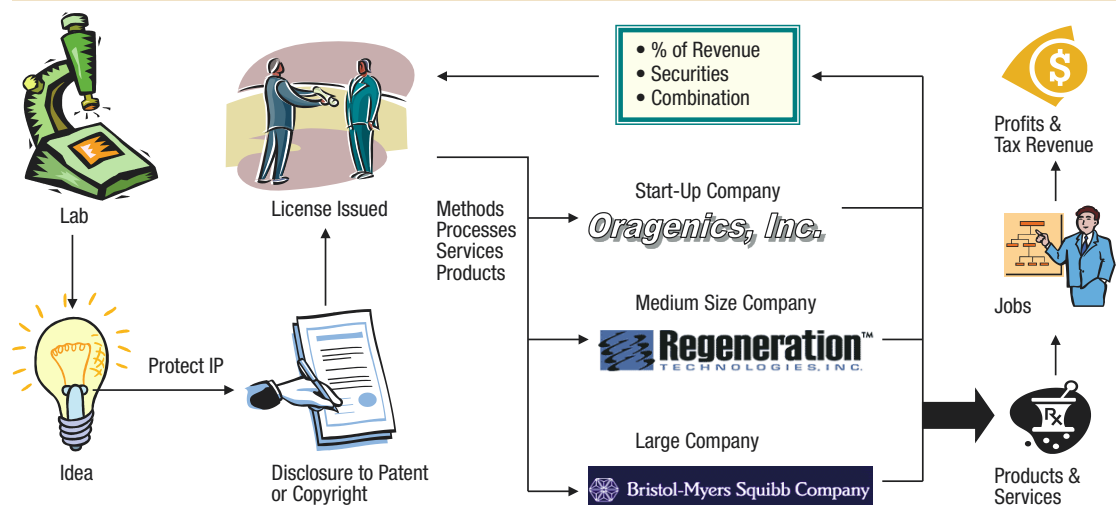 Lab
Idea
Protect IP
Disclosure to Patent
or Copyright
License Issued
• % of Revenue
• Securities
• Combination
Methods
Processes
Services
Products
Start-Up Company
Oragenics, Inc.
Medium Size Company
Regeneration™
TECHNOLOGIES, INC.
Large Company
Bristol-Myers Squibb Company
Rx
Products &
Services
Jobs
$
Profits &
Tax Revenue